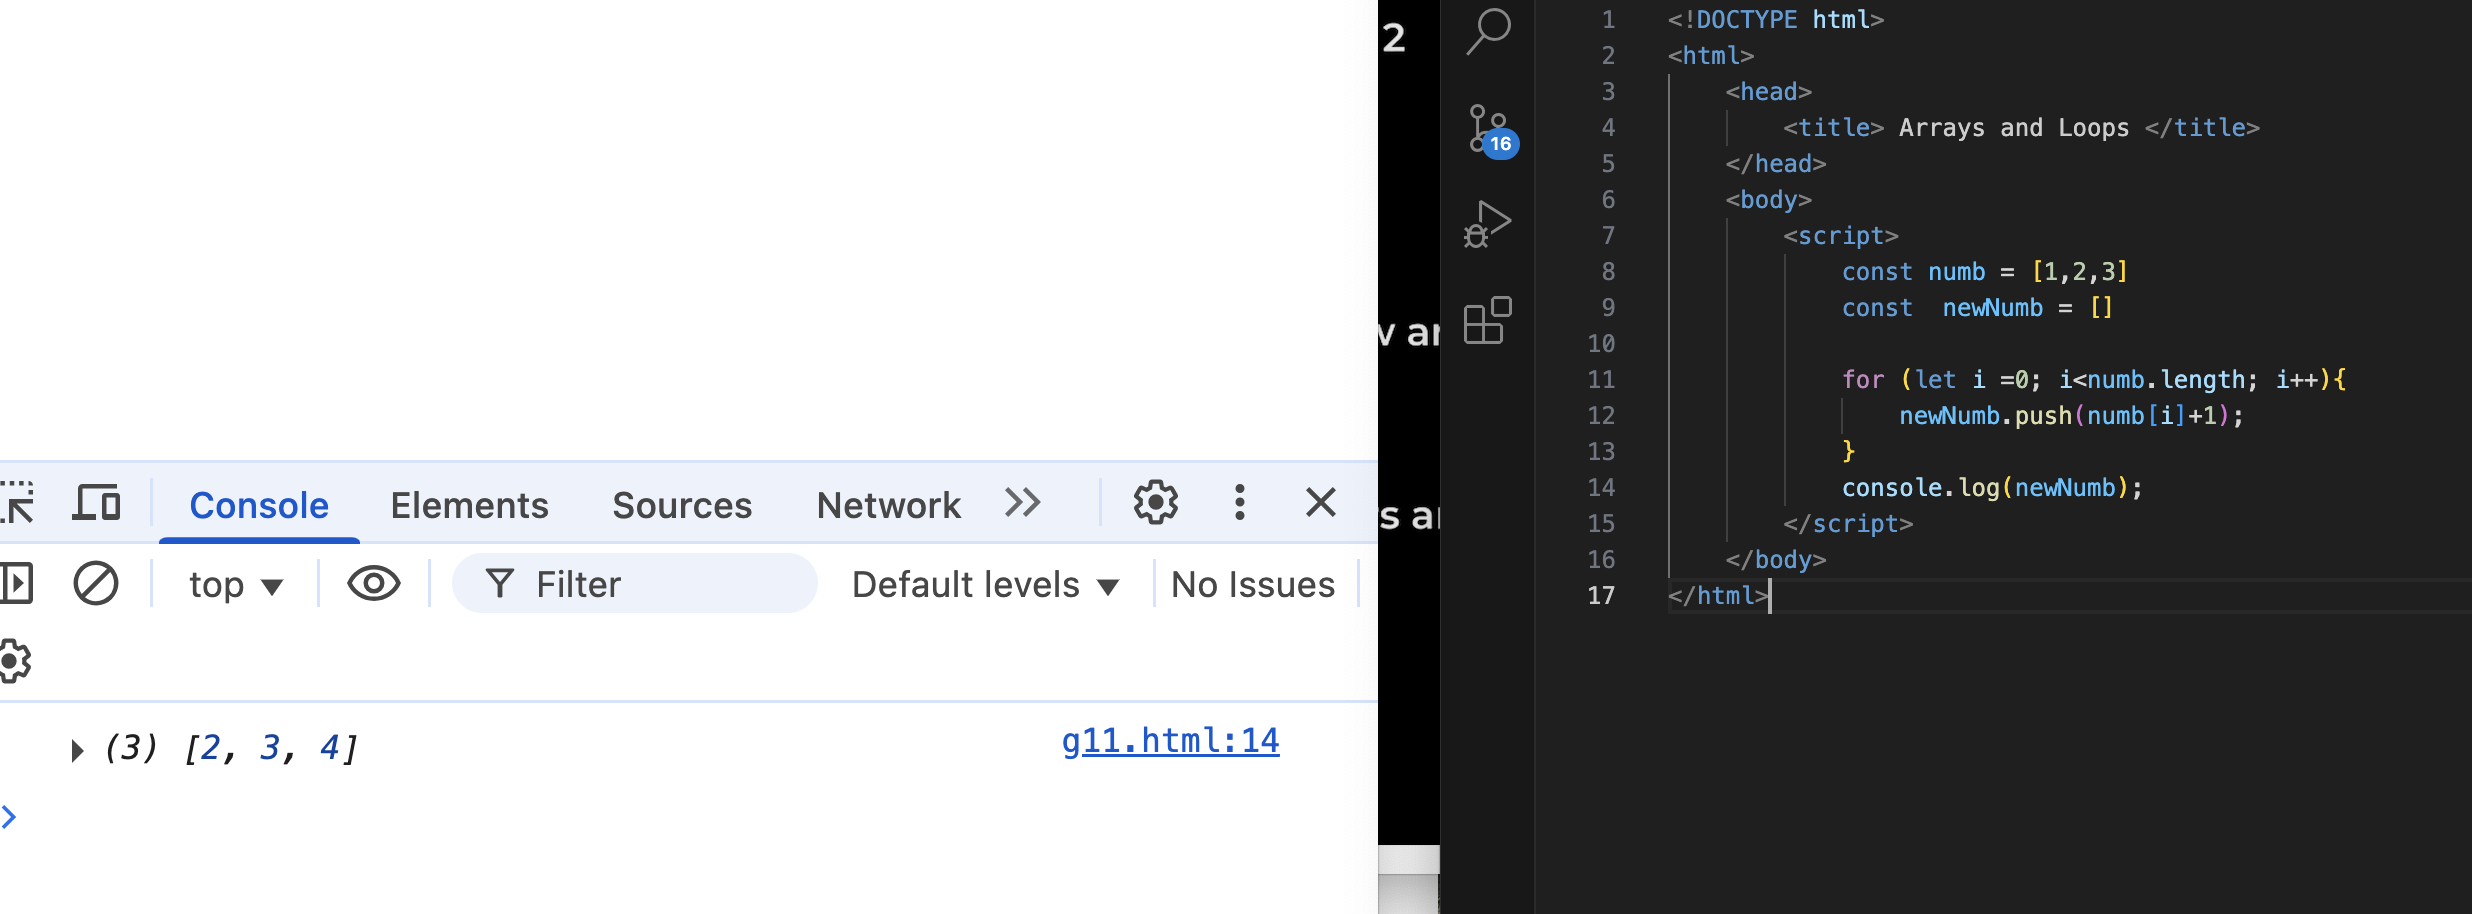 Console Elements Sources Network
top Filter Default levels No Issues
(3) [2, 3, 4] g11.html:14
2
16
1 <!DOCTYPE html>
2 <html>
3 <head>
4 <title> Arrays and Loops </title>
5 </head>
6 <body>
7 <script>
8 const numb = [1,2,3]
9 const  newNumb = []
10
11 for (let i =0; i<numb.length; i++){
12 newNumb.push(numb[i]+1);
13 }
14 console.log(newNumb);
15 </script>
16 </body>
17 </html>